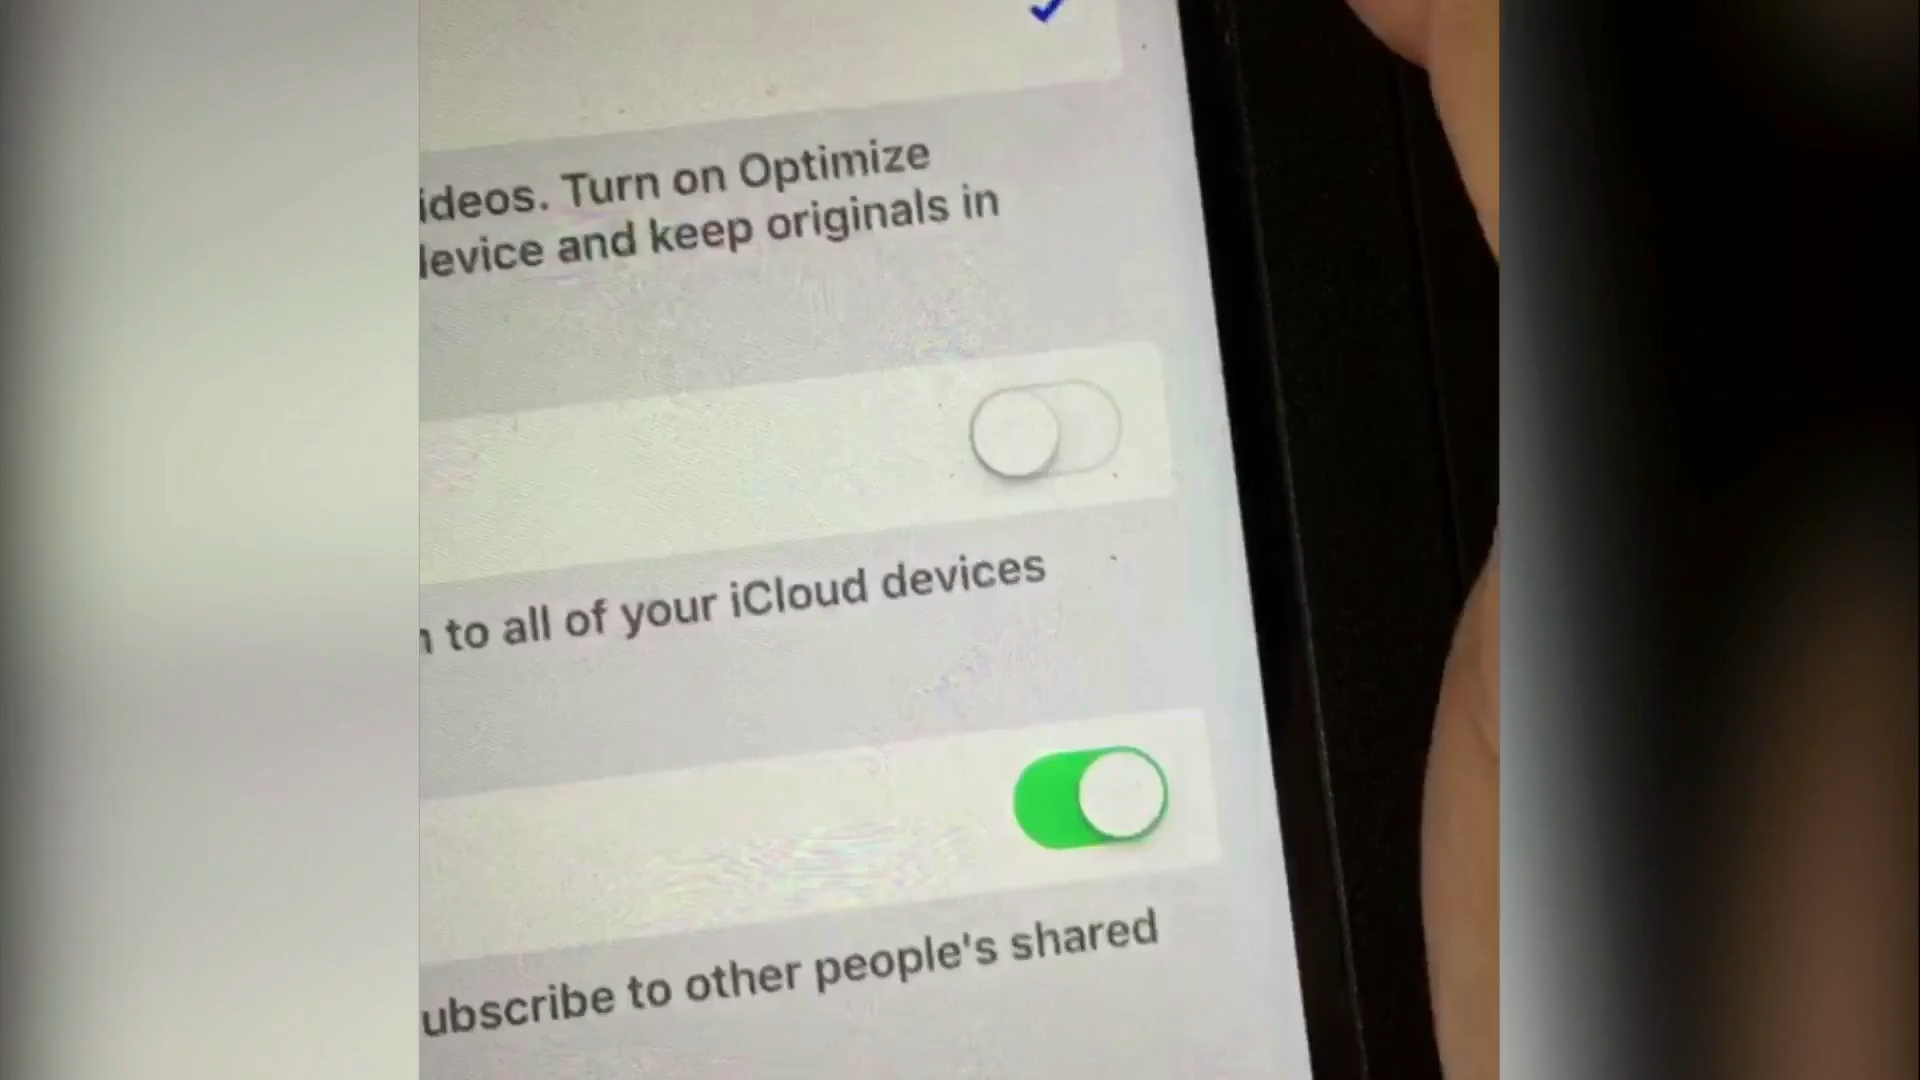 ideos. Turn on Optimize
device and keep originals in
to all of your iCloud devices
ubscribe to other people's shared